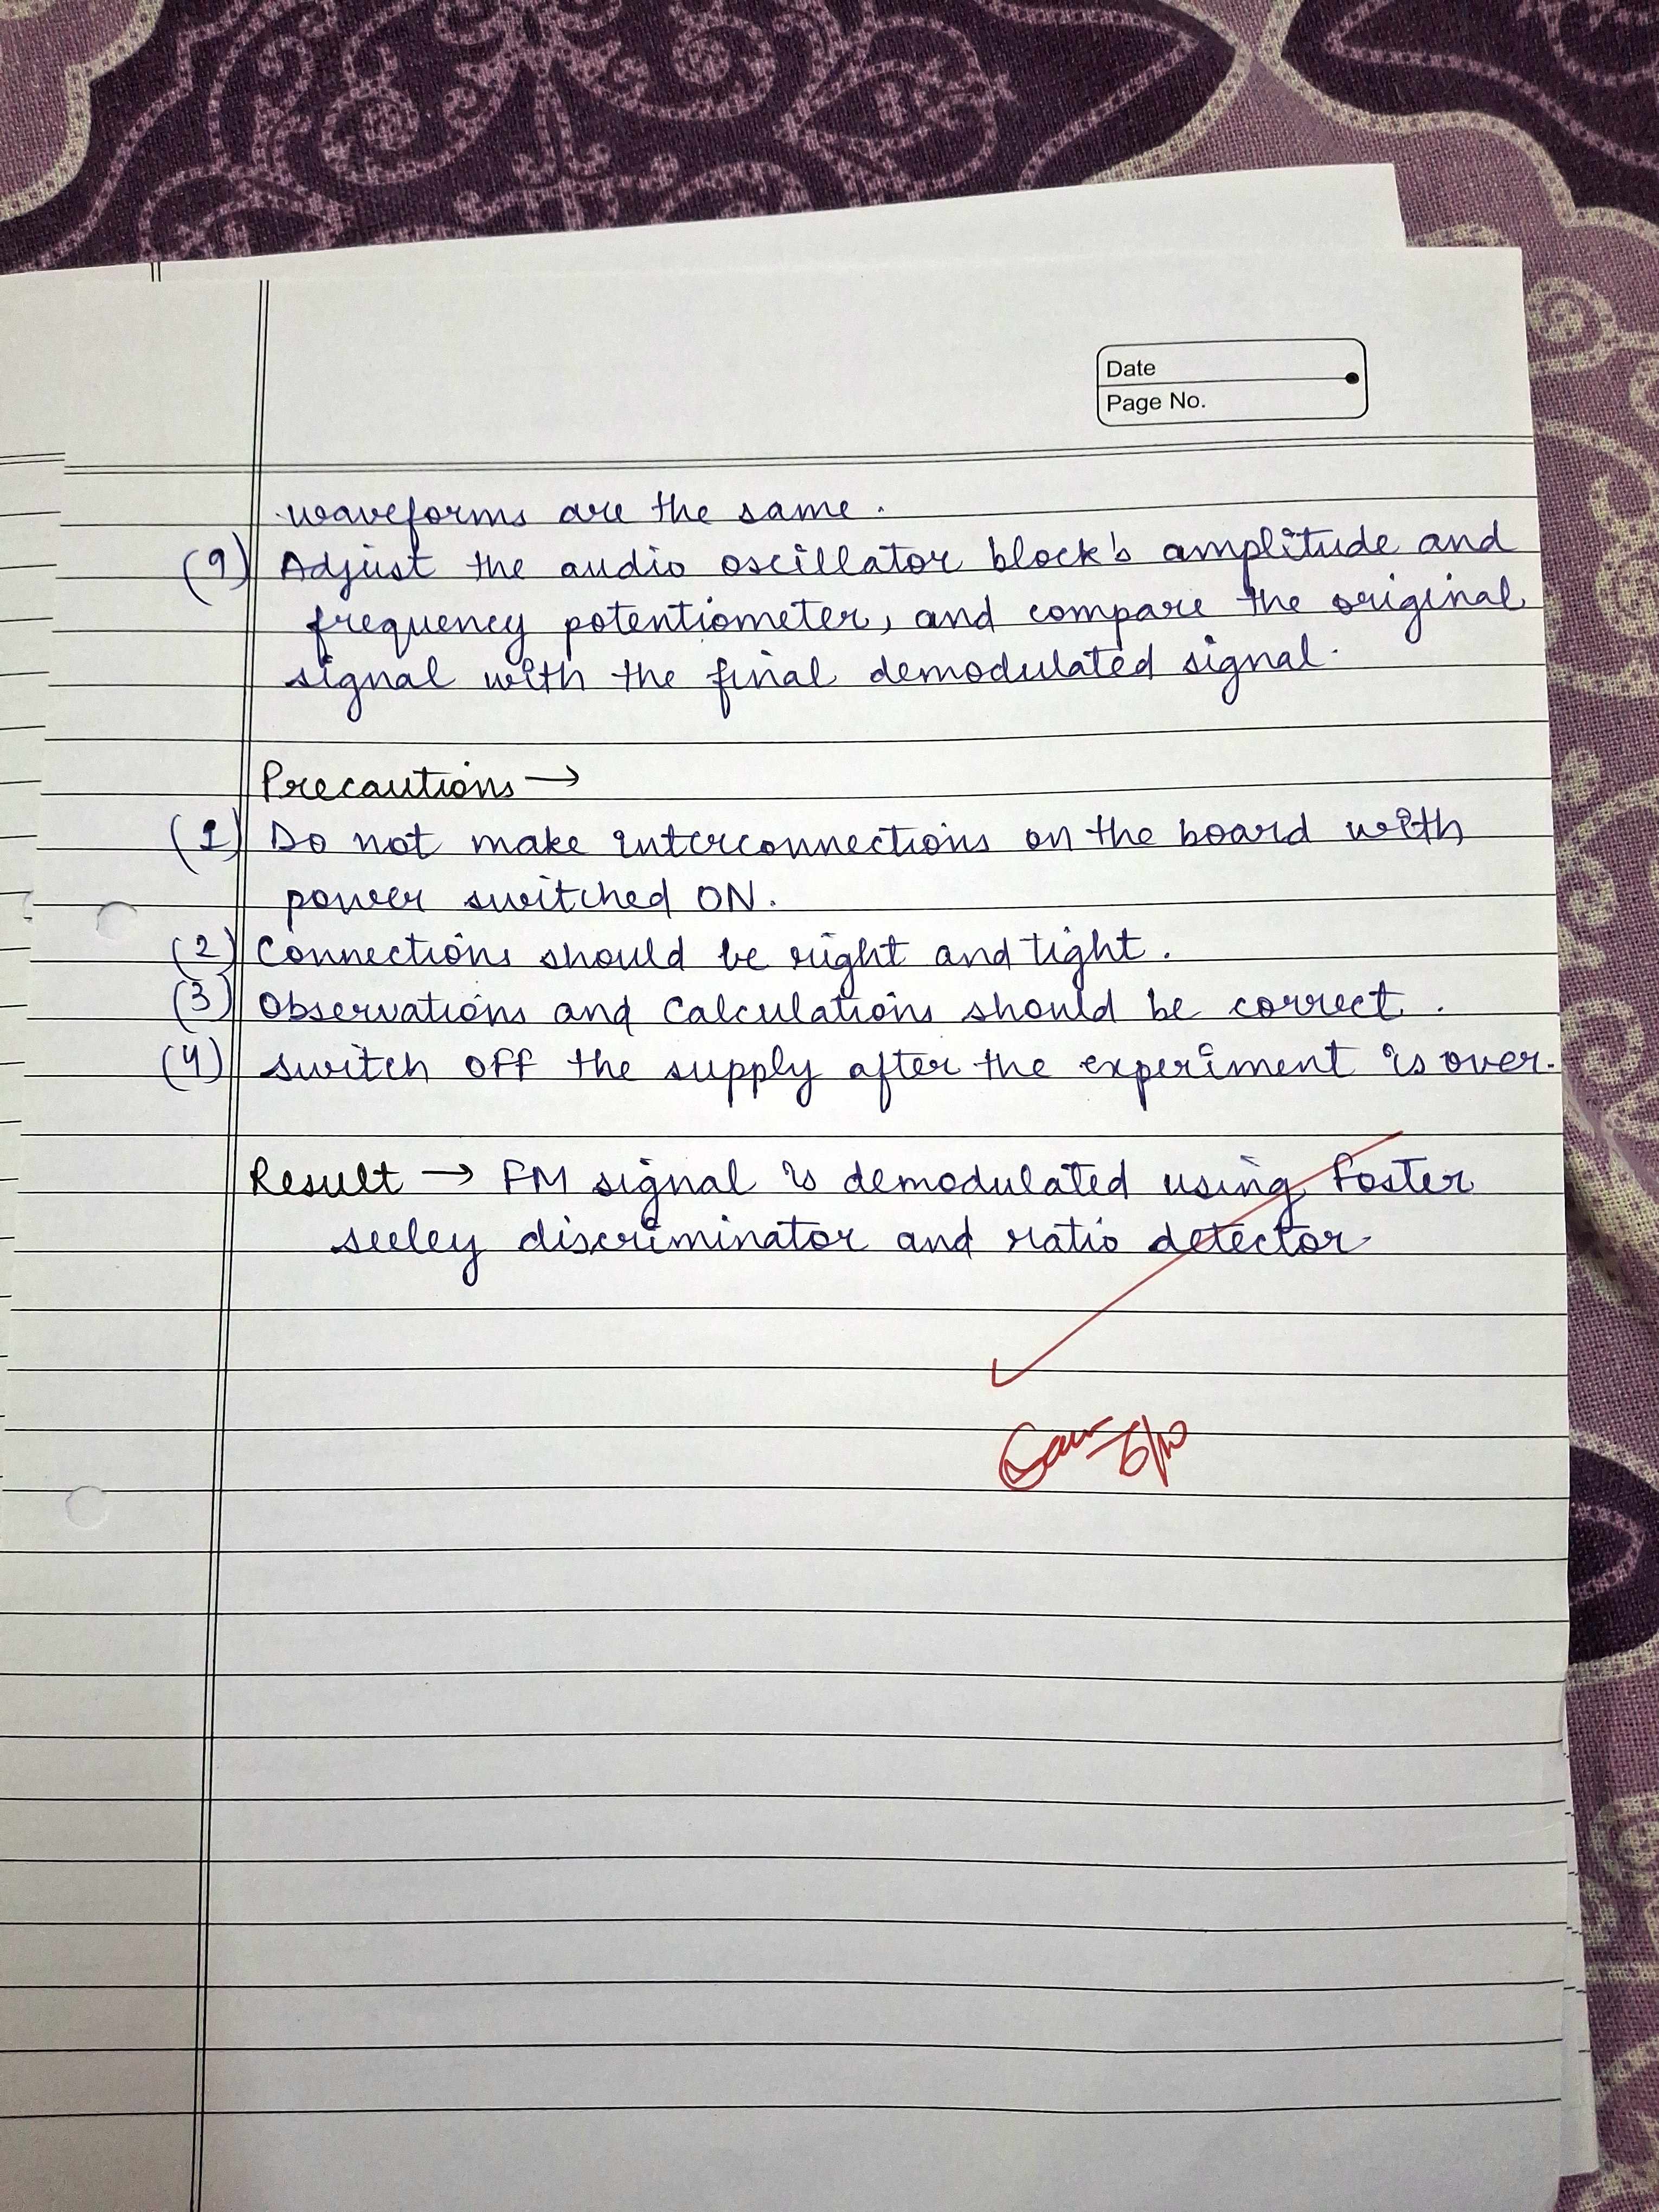 Date
Page No.
waveforms are the same.
(9) Adjust the audio oscillator block's amplitude and
frequency potentiometer, and compare the original
signal with the final demodulated signal.
Precautions →
(1) Do not make interconnections on the board with
power switched ON.
(2) Connections should be right and tight.
(3) Observations and calculations should be correct.
(4) switch off the supply after the experiment is over.
Result → FM signal is demodulated using foster
seeley discriminator and ratio detector